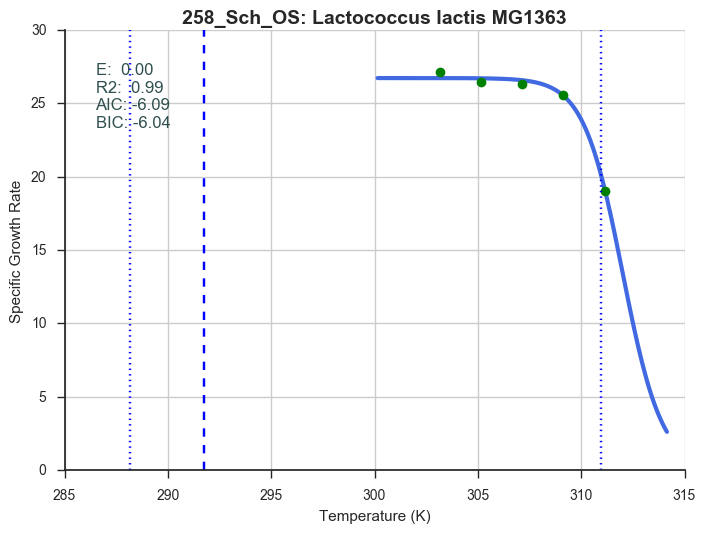 258_Sch_OS: Lactococcus lactis MG1363
30
25
20
15
10
5
0
Specific Growth Rate
E: 0.00
R2: 0.99
AIC: -6.09
BIC: -6.04
285 290 295 300 305 310 315
Temperature (K)